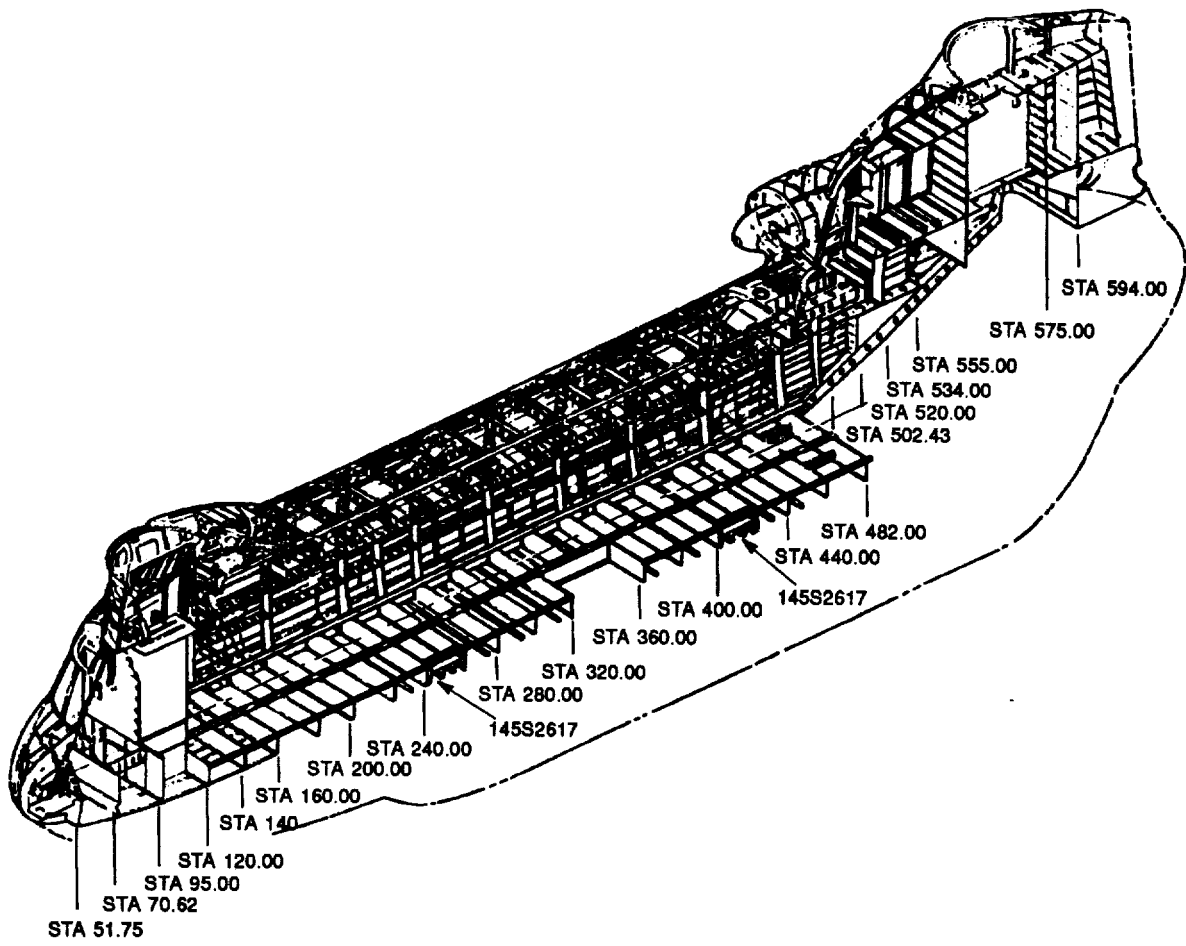 STA 594.00
STA 575.00
STA 555.00
STA 534.00
STA 520.00
STA 502.43
STA 482.00
STA 440.00
145S2617
STA 400.00
STA 360.00
STA 320.00
STA 280.00
145S2617
STA 240.00
STA 200.00
STA 160.00
STA 140
STA 120.00
STA 95.00
STA 70.62
STA 51.75